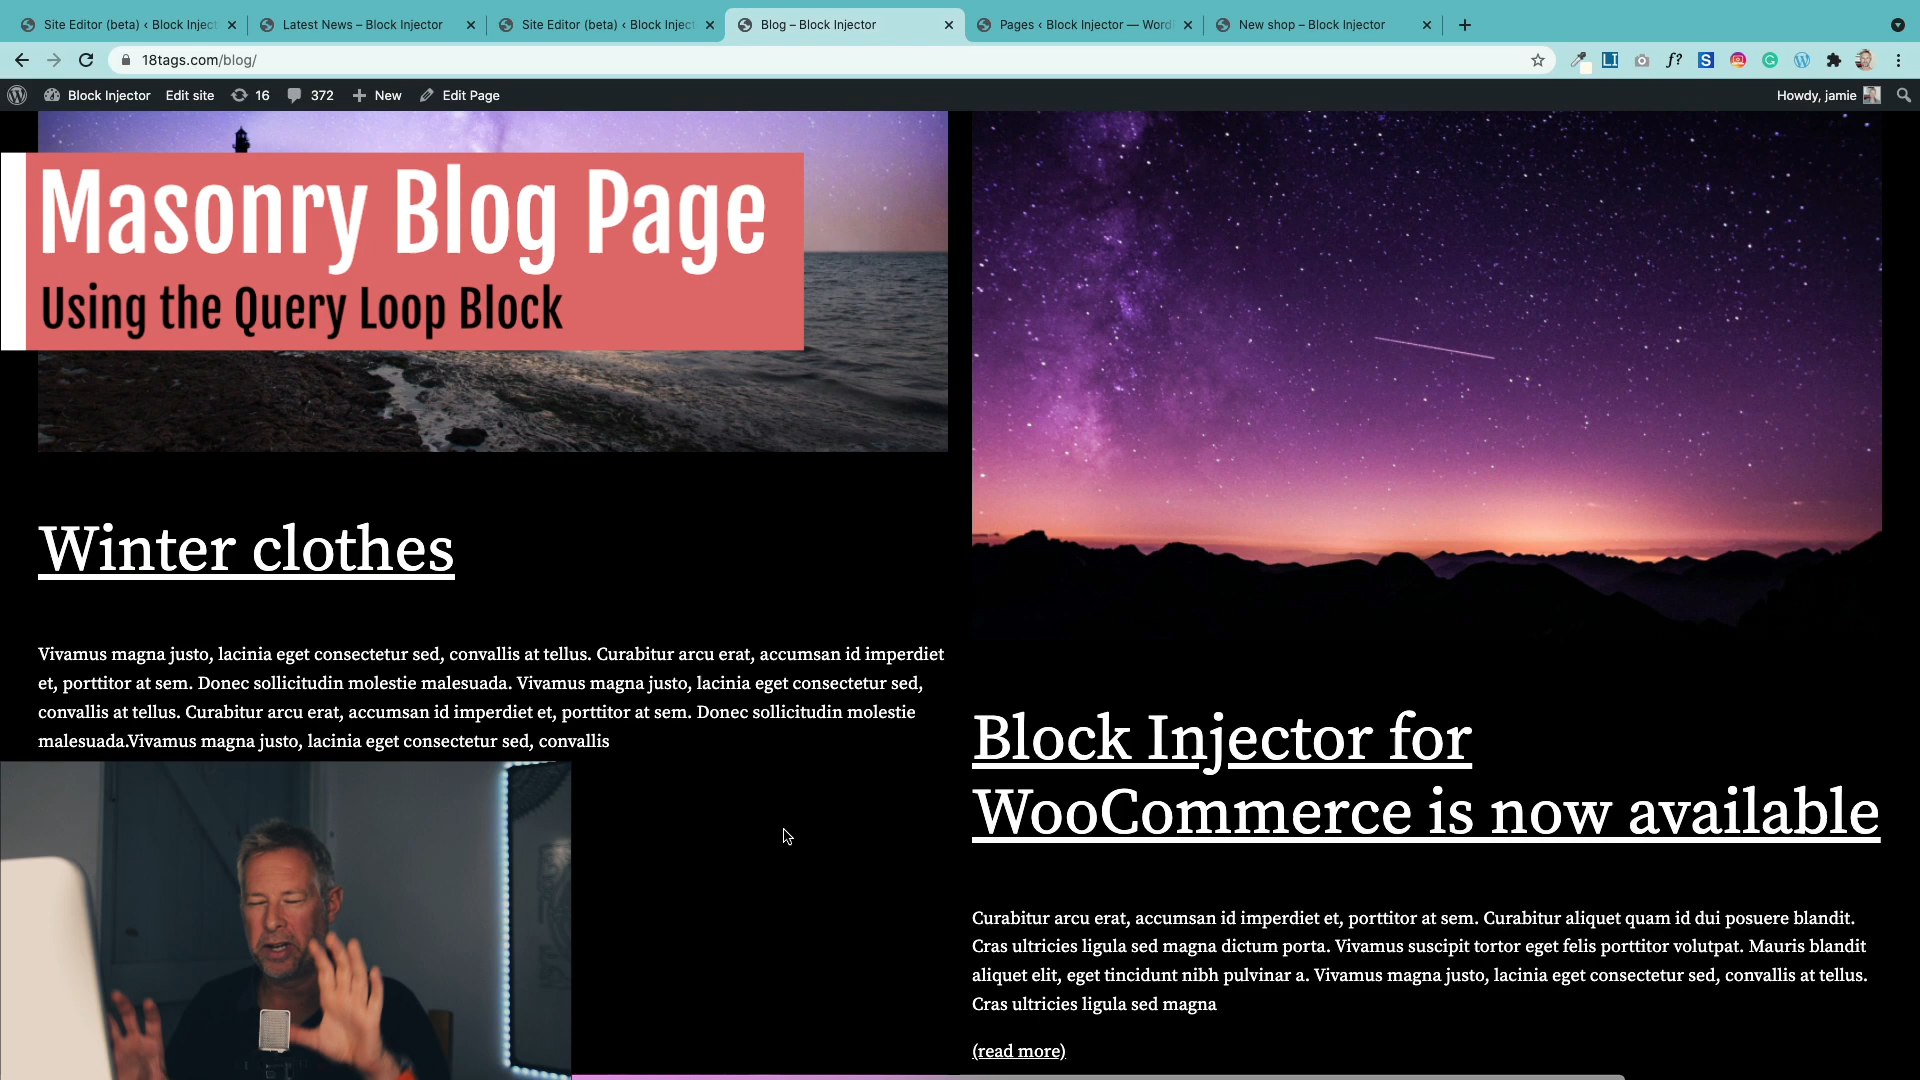 Site Editor (beta) ‹ Block Inject
Latest News – Block Injector
Site Editor (beta) ‹ Block Inject
Blog – Block Injector
Pages ‹ Block Injector — Word
New shop – Block Injector
18tags.com/blog/
Block Injector
Edit site
16
372
New
Edit Page
Howdy, jamie
Masonry Blog Page
Using the Query Loop Block
Winter clothes
Vivamus magna justo, lacinia eget consectetur sed, convallis at tellus. Curabitur arcu erat, accumsan id imperdiet
et, porttitor at sem. Donec sollicitudin molestie malesuada. Vivamus magna justo, lacinia eget consectetur sed,
convallis at tellus. Curabitur arcu erat, accumsan id imperdiet et, porttitor at sem. Donec sollicitudin molestie
malesuada.Vivamus magna justo, lacinia eget consectetur sed, convallis
Block Injector for
WooCommerce is now available
Curabitur arcu erat, accumsan id imperdiet et, porttitor at sem. Curabitur aliquet quam id dui posuere blandit.
Cras ultricies ligula sed magna dictum porta. Vivamus suscipit tortor eget felis porttitor volutpat. Mauris blandit
aliquet elit, eget tincidunt nibh pulvinar a. Vivamus magna justo, lacinia eget consectetur sed, convallis at tellus.
Cras ultricies ligula sed magna
(read more)